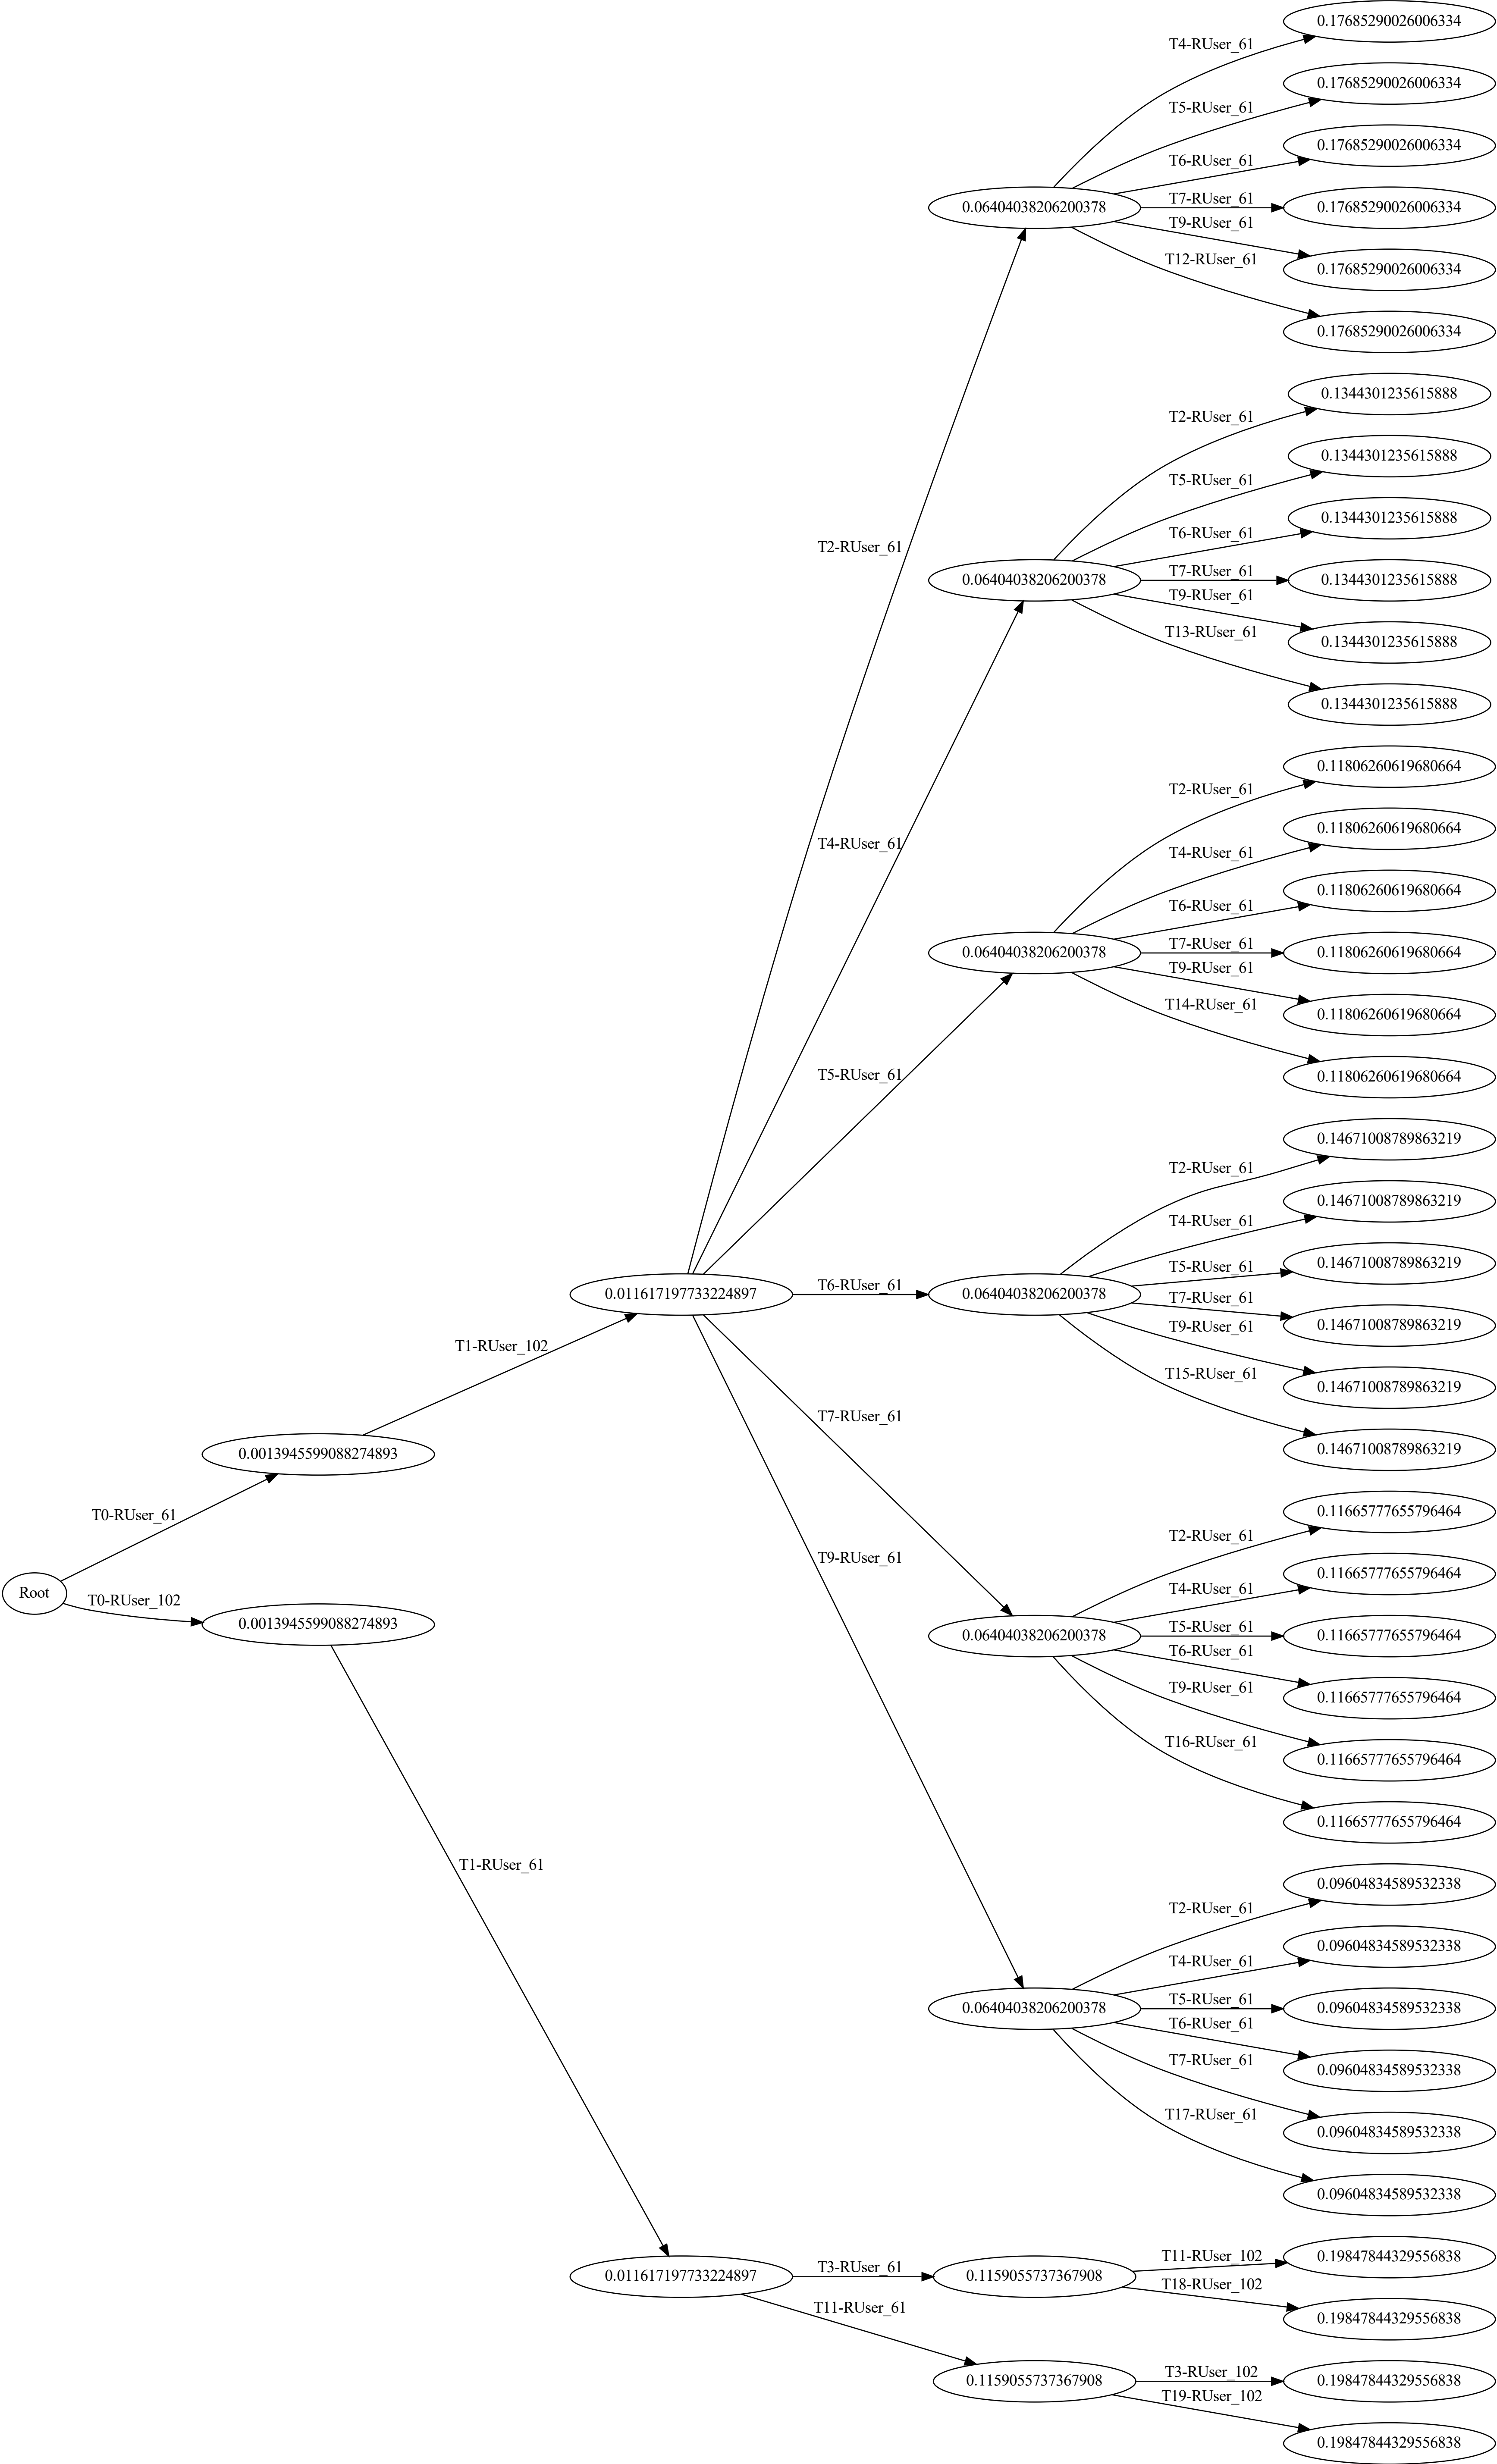 0.17685290026006334
T4-RUser_61
0.17685290026006334
T5-RUser_61
0.17685290026006334
T6-RUser_61
0.06404038206200378
T7-RUser_61
0.17685290026006334
T9-RUser_61
0.17685290026006334
T12-RUser_61
0.17685290026006334
0.1344301235615888
T2-RUser_61
0.1344301235615888
T5-RUser_61
0.1344301235615888
T6-RUser_61
T2-RUser_61
0.06404038206200378
T7-RUser_61
0.1344301235615888
T9-RUser_61
0.1344301235615888
T13-RUser_61
0.1344301235615888
0.11806260619680664
T2-RUser_61
0.11806260619680664
T4-RUser_61
T4-RUser_61
0.11806260619680664
T6-RUser_61
0.06404038206200378
T7-RUser_61
0.11806260619680664
T9-RUser_61
0.11806260619680664
T14-RUser_61
T5-RUser_61
0.11806260619680664
0.14671008789863219
T2-RUser_61
0.14671008789863219
T4-RUser_61
0.14671008789863219
T5-RUser_61
0.011617197733224897
T6-RUser_61
0.06404038206200378
T7-RUser_61
0.14671008789863219
T9-RUser_61
T1-RUser_102
0.14671008789863219
T15-RUser_61
T7-RUser_61
0.0013945599088274893
0.14671008789863219
T0-RUser_61
0.11665777655796464
T2-RUser_61
T9-RUser_61
0.11665777655796464
T4-RUser_61
Root
T0-RUser_102
0.0013945599088274893
0.06404038206200378
T5-RUser_61
0.11665777655796464
T6-RUser_61
0.11665777655796464
T9-RUser_61
0.11665777655796464
T16-RUser_61
0.11665777655796464
T1-RUser_61
0.09604834589532338
T2-RUser_61
0.09604834589532338
T4-RUser_61
0.06404038206200378
T5-RUser_61
0.09604834589532338
T6-RUser_61
0.09604834589532338
T7-RUser_61
0.09604834589532338
T17-RUser_61
0.09604834589532338
0.011617197733224897
T3-RUser_61
0.1159055737367908
T11-RUser_102
0.19847844329556838
T18-RUser_102
0.19847844329556838
T11-RUser_61
0.1159055737367908
T3-RUser_102
0.19847844329556838
T19-RUser_102
0.19847844329556838